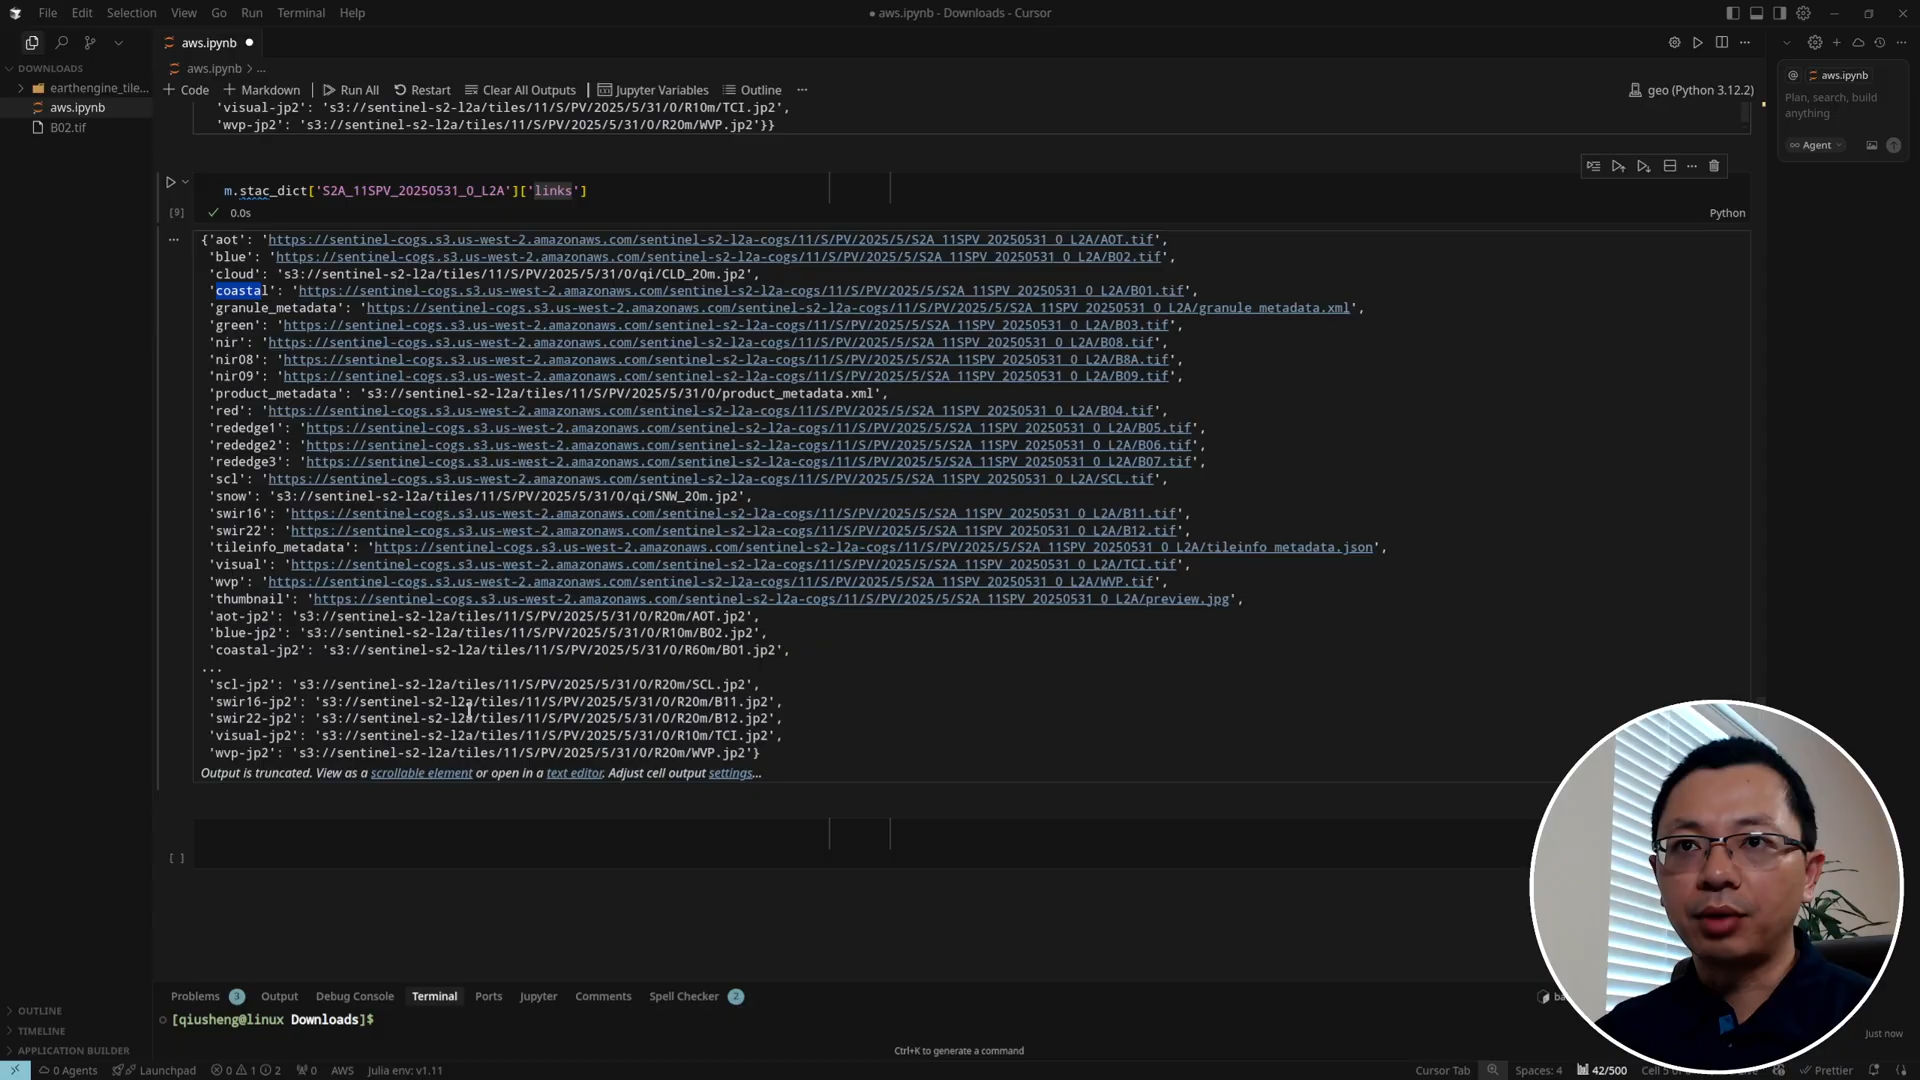 File Edit Selection View Go Run Terminal Help
● aws.ipynb - Downloads - Cursor
DOWNLOADS
earthengine_tile...
aws.ipynb
B02.tif
aws.ipynb
aws.ipynb > ...
+ Code + Markdown Run All Restart Clear All Outputs Jupyter Variables Outline ...
geo (Python 3.12.2)
'visual-jp2': 's3://sentinel-s2-l2a/tiles/11/S/PV/2025/5/31/0/R10m/TCI.jp2',
'wvp-jp2': 's3://sentinel-s2-l2a/tiles/11/S/PV/2025/5/31/0/R20m/WVP.jp2'}}
m.stac_dict['S2A_11SPV_20250531_0_L2A']['links']
[9] 0.0s Python
{'aot': 'https://sentinel-cogs.s3.us-west-2.amazonaws.com/sentinel-s2-l2a-cogs/11/S/PV/2025/5/S2A_11SPV_20250531_0_L2A/AOT.tif',
'blue': 'https://sentinel-cogs.s3.us-west-2.amazonaws.com/sentinel-s2-l2a-cogs/11/S/PV/2025/5/S2A_11SPV_20250531_0_L2A/B02.tif',
'cloud': 's3://sentinel-s2-l2a/tiles/11/S/PV/2025/5/31/0/qi/CLD_20m.jp2',
'coastal': 'https://sentinel-cogs.s3.us-west-2.amazonaws.com/sentinel-s2-l2a-cogs/11/S/PV/2025/5/S2A_11SPV_20250531_0_L2A/B01.tif',
'granule_metadata': 'https://sentinel-cogs.s3.us-west-2.amazonaws.com/sentinel-s2-l2a-cogs/11/S/PV/2025/5/S2A_11SPV_20250531_0_L2A/granule_metadata.xml',
'green': 'https://sentinel-cogs.s3.us-west-2.amazonaws.com/sentinel-s2-l2a-cogs/11/S/PV/2025/5/S2A_11SPV_20250531_0_L2A/B03.tif',
'nir': 'https://sentinel-cogs.s3.us-west-2.amazonaws.com/sentinel-s2-l2a-cogs/11/S/PV/2025/5/S2A_11SPV_20250531_0_L2A/B08.tif',
'nir08': 'https://sentinel-cogs.s3.us-west-2.amazonaws.com/sentinel-s2-l2a-cogs/11/S/PV/2025/5/S2A_11SPV_20250531_0_L2A/B8A.tif',
'nir09': 'https://sentinel-cogs.s3.us-west-2.amazonaws.com/sentinel-s2-l2a-cogs/11/S/PV/2025/5/S2A_11SPV_20250531_0_L2A/B09.tif',
'product_metadata': 's3://sentinel-s2-l2a/tiles/11/S/PV/2025/5/31/0/product_metadata.xml',
'red': 'https://sentinel-cogs.s3.us-west-2.amazonaws.com/sentinel-s2-l2a-cogs/11/S/PV/2025/5/S2A_11SPV_20250531_0_L2A/B04.tif',
'rededge1': 'https://sentinel-cogs.s3.us-west-2.amazonaws.com/sentinel-s2-l2a-cogs/11/S/PV/2025/5/S2A_11SPV_20250531_0_L2A/B05.tif',
'rededge2': 'https://sentinel-cogs.s3.us-west-2.amazonaws.com/sentinel-s2-l2a-cogs/11/S/PV/2025/5/S2A_11SPV_20250531_0_L2A/B06.tif',
'rededge3': 'https://sentinel-cogs.s3.us-west-2.amazonaws.com/sentinel-s2-l2a-cogs/11/S/PV/2025/5/S2A_11SPV_20250531_0_L2A/B07.tif',
'scl': 'https://sentinel-cogs.s3.us-west-2.amazonaws.com/sentinel-s2-l2a-cogs/11/S/PV/2025/5/S2A_11SPV_20250531_0_L2A/SCL.tif',
'snow': 's3://sentinel-s2-l2a/tiles/11/S/PV/2025/5/31/0/qi/SNW_20m.jp2',
'swir16': 'https://sentinel-cogs.s3.us-west-2.amazonaws.com/sentinel-s2-l2a-cogs/11/S/PV/2025/5/S2A_11SPV_20250531_0_L2A/B11.tif',
'swir22': 'https://sentinel-cogs.s3.us-west-2.amazonaws.com/sentinel-s2-l2a-cogs/11/S/PV/2025/5/S2A_11SPV_20250531_0_L2A/B12.tif',
'tileinfo_metadata': 'https://sentinel-cogs.s3.us-west-2.amazonaws.com/sentinel-s2-l2a-cogs/11/S/PV/2025/5/S2A_11SPV_20250531_0_L2A/tileinfo_metadata.json',
'visual': 'https://sentinel-cogs.s3.us-west-2.amazonaws.com/sentinel-s2-l2a-cogs/11/S/PV/2025/5/S2A_11SPV_20250531_0_L2A/TCI.tif',
'wvp': 'https://sentinel-cogs.s3.us-west-2.amazonaws.com/sentinel-s2-l2a-cogs/11/S/PV/2025/5/S2A_11SPV_20250531_0_L2A/WVP.tif',
'thumbnail': 'https://sentinel-cogs.s3.us-west-2.amazonaws.com/sentinel-s2-l2a-cogs/11/S/PV/2025/5/S2A_11SPV_20250531_0_L2A/preview.jpg',
'aot-jp2': 's3://sentinel-s2-l2a/tiles/11/S/PV/2025/5/31/0/R20m/AOT.jp2',
'blue-jp2': 's3://sentinel-s2-l2a/tiles/11/S/PV/2025/5/31/0/R10m/B02.jp2',
'coastal-jp2': 's3://sentinel-s2-l2a/tiles/11/S/PV/2025/5/31/0/R60m/B01.jp2',
...
'scl-jp2': 's3://sentinel-s2-l2a/tiles/11/S/PV/2025/5/31/0/R20m/SCL.jp2',
'swir16-jp2': 's3://sentinel-s2-l2a/tiles/11/S/PV/2025/5/31/0/R20m/B11.jp2',
'swir22-jp2': 's3://sentinel-s2-l2a/tiles/11/S/PV/2025/5/31/0/R20m/B12.jp2',
'visual-jp2': 's3://sentinel-s2-l2a/tiles/11/S/PV/2025/5/31/0/R10m/TCI.jp2',
'wvp-jp2': 's3://sentinel-s2-l2a/tiles/11/S/PV/2025/5/31/0/R20m/WVP.jp2'}
Output is truncated. View as a scrollable element or open in a text editor. Adjust cell output settings...
[ ]
@ aws.ipynb
Plan, search, build
anything
∞ Agent
Problems 3 Output Debug Console Terminal Ports Jupyter Comments Spell Checker 2
[qiusheng@linux Downloads]$
Ctrl+K to generate a command
Just now
OUTLINE
TIMELINE
APPLICATION BUILDER
0 Agents Launchpad 0 1 2 0 AWS Julia env: v1.11
Cursor Tab Spaces: 4 42/500 Cell 5 Prettier